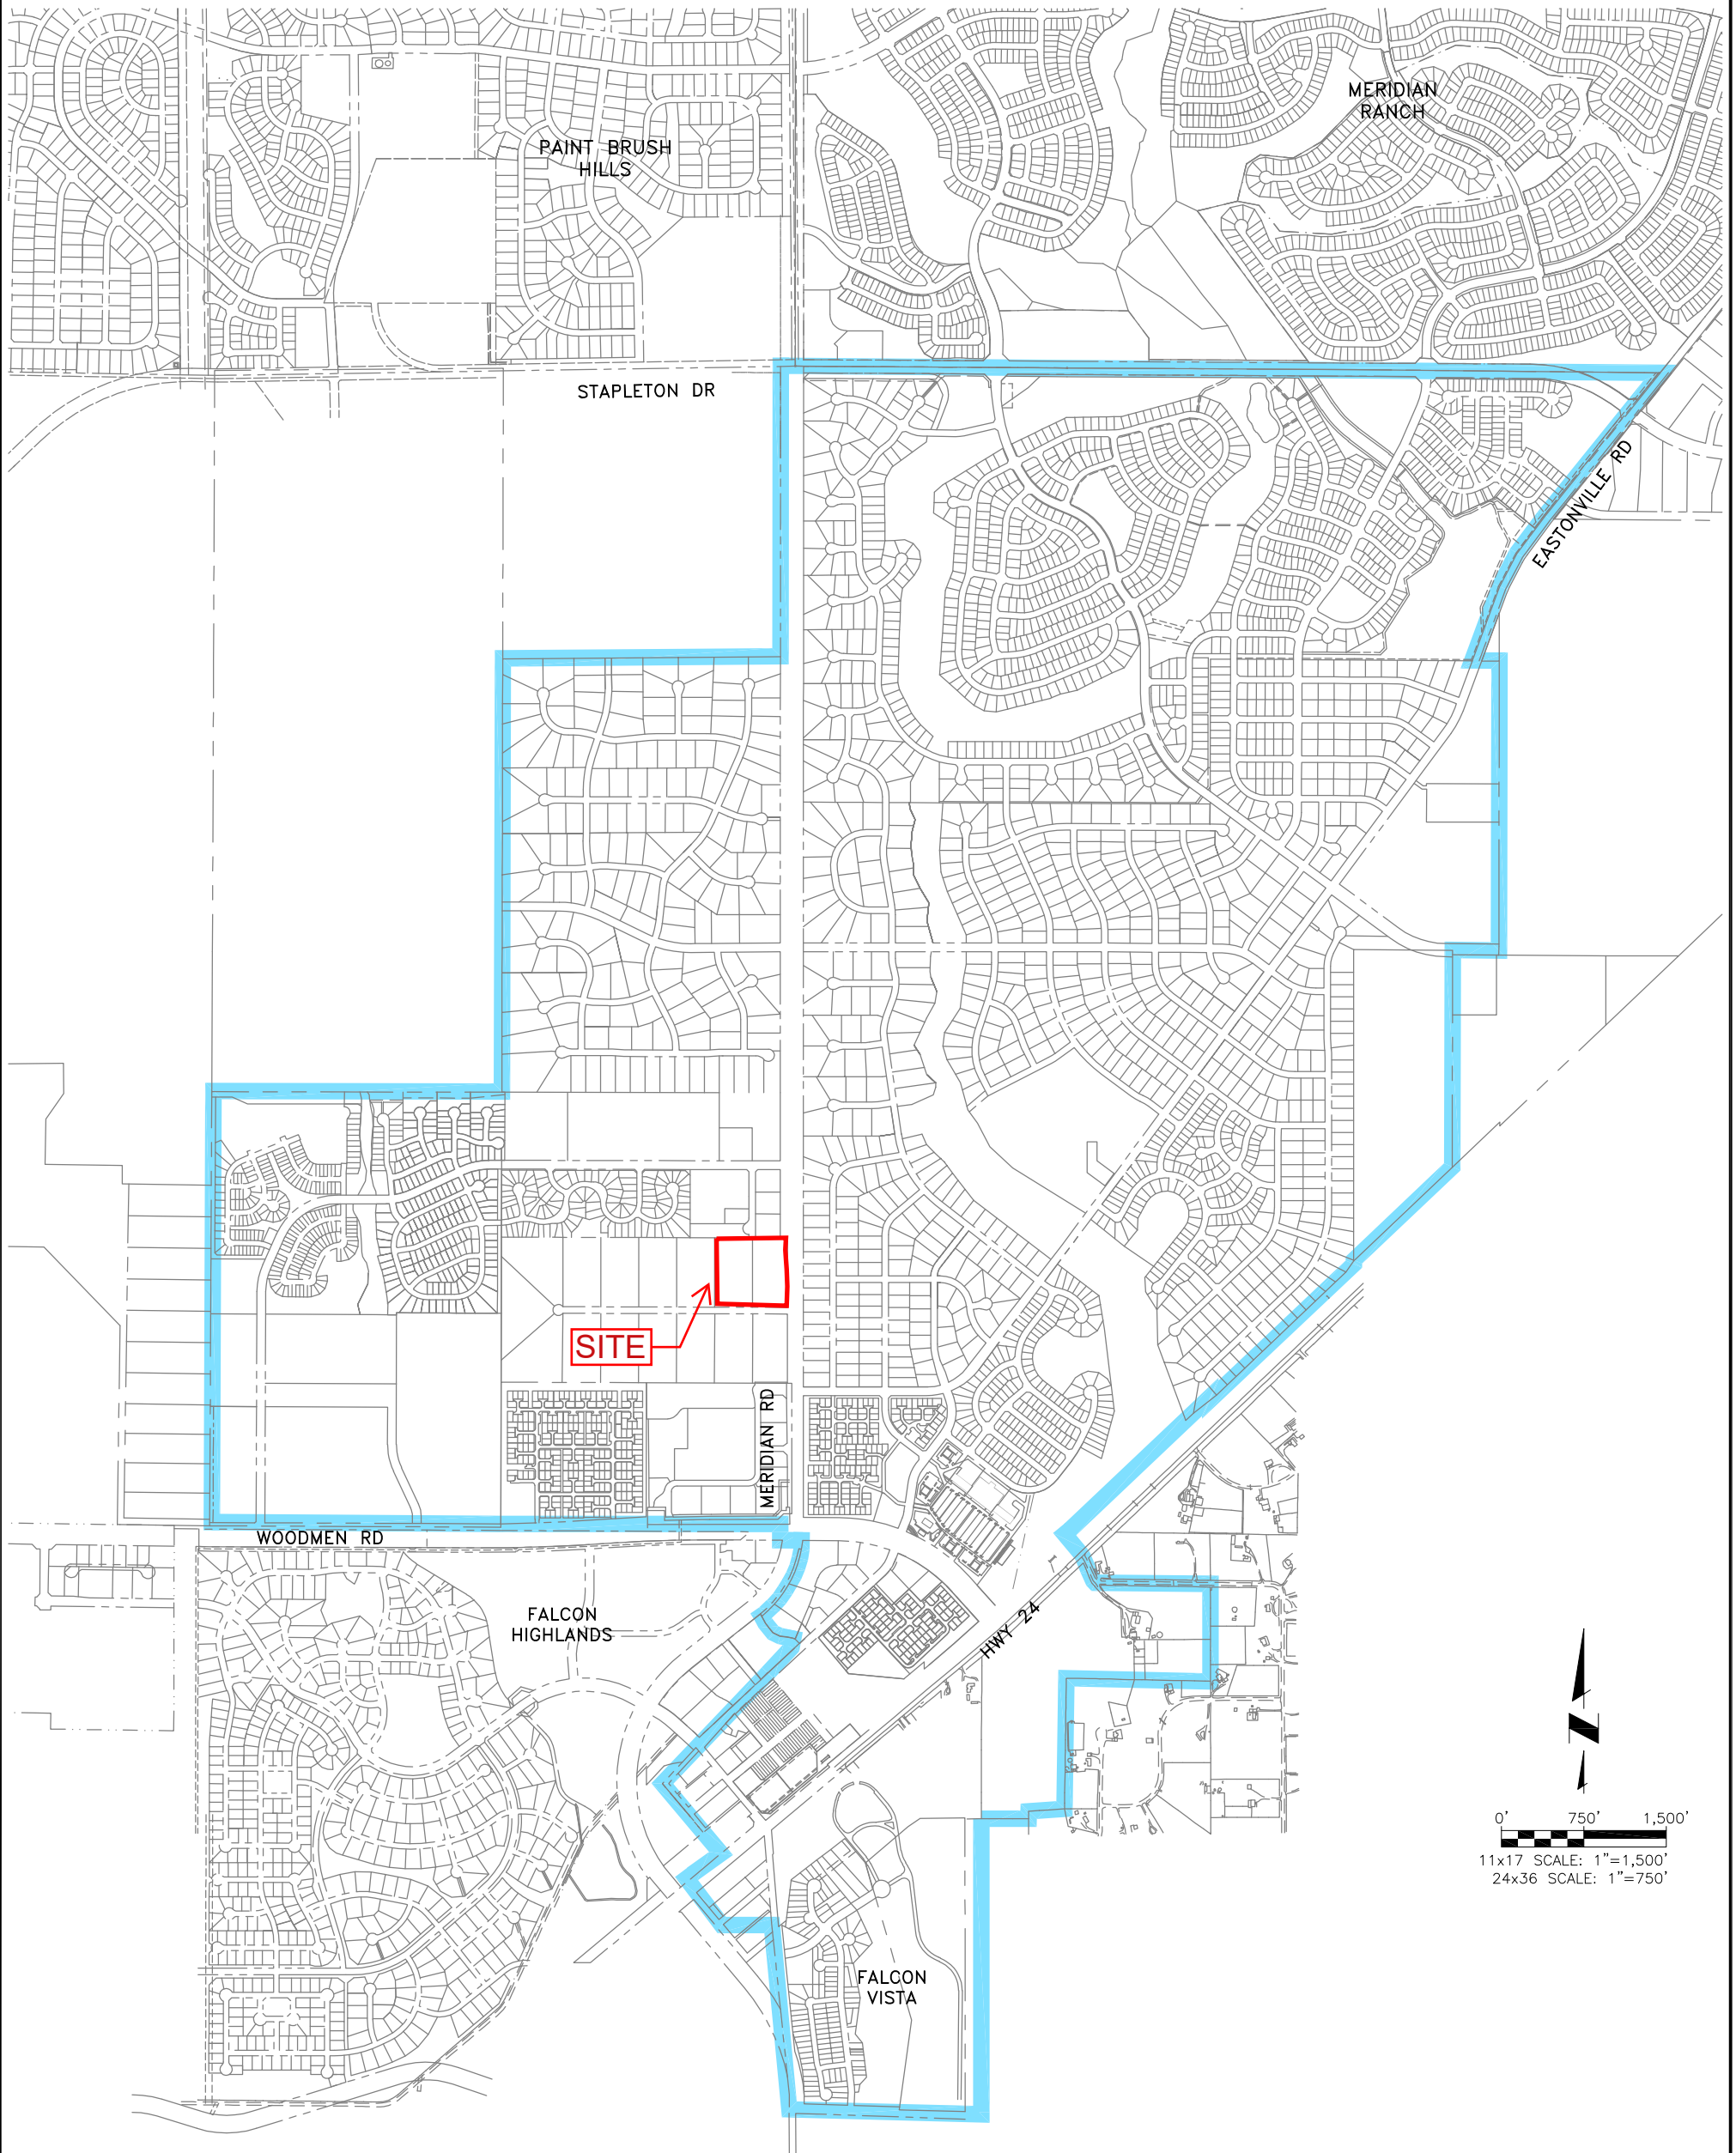 MERIDIAN
RANCH
PAINT BRUSH
HILLS
STAPLETON DR
EASTONVILLE RD
SITE
MERIDIAN RD
WOODMEN RD
FALCON
HIGHLANDS
HWY 24
N
0' 750' 1,500'
11x17 SCALE: 1"=1,500'
24x36 SCALE: 1"=750'
FALCON
VISTA